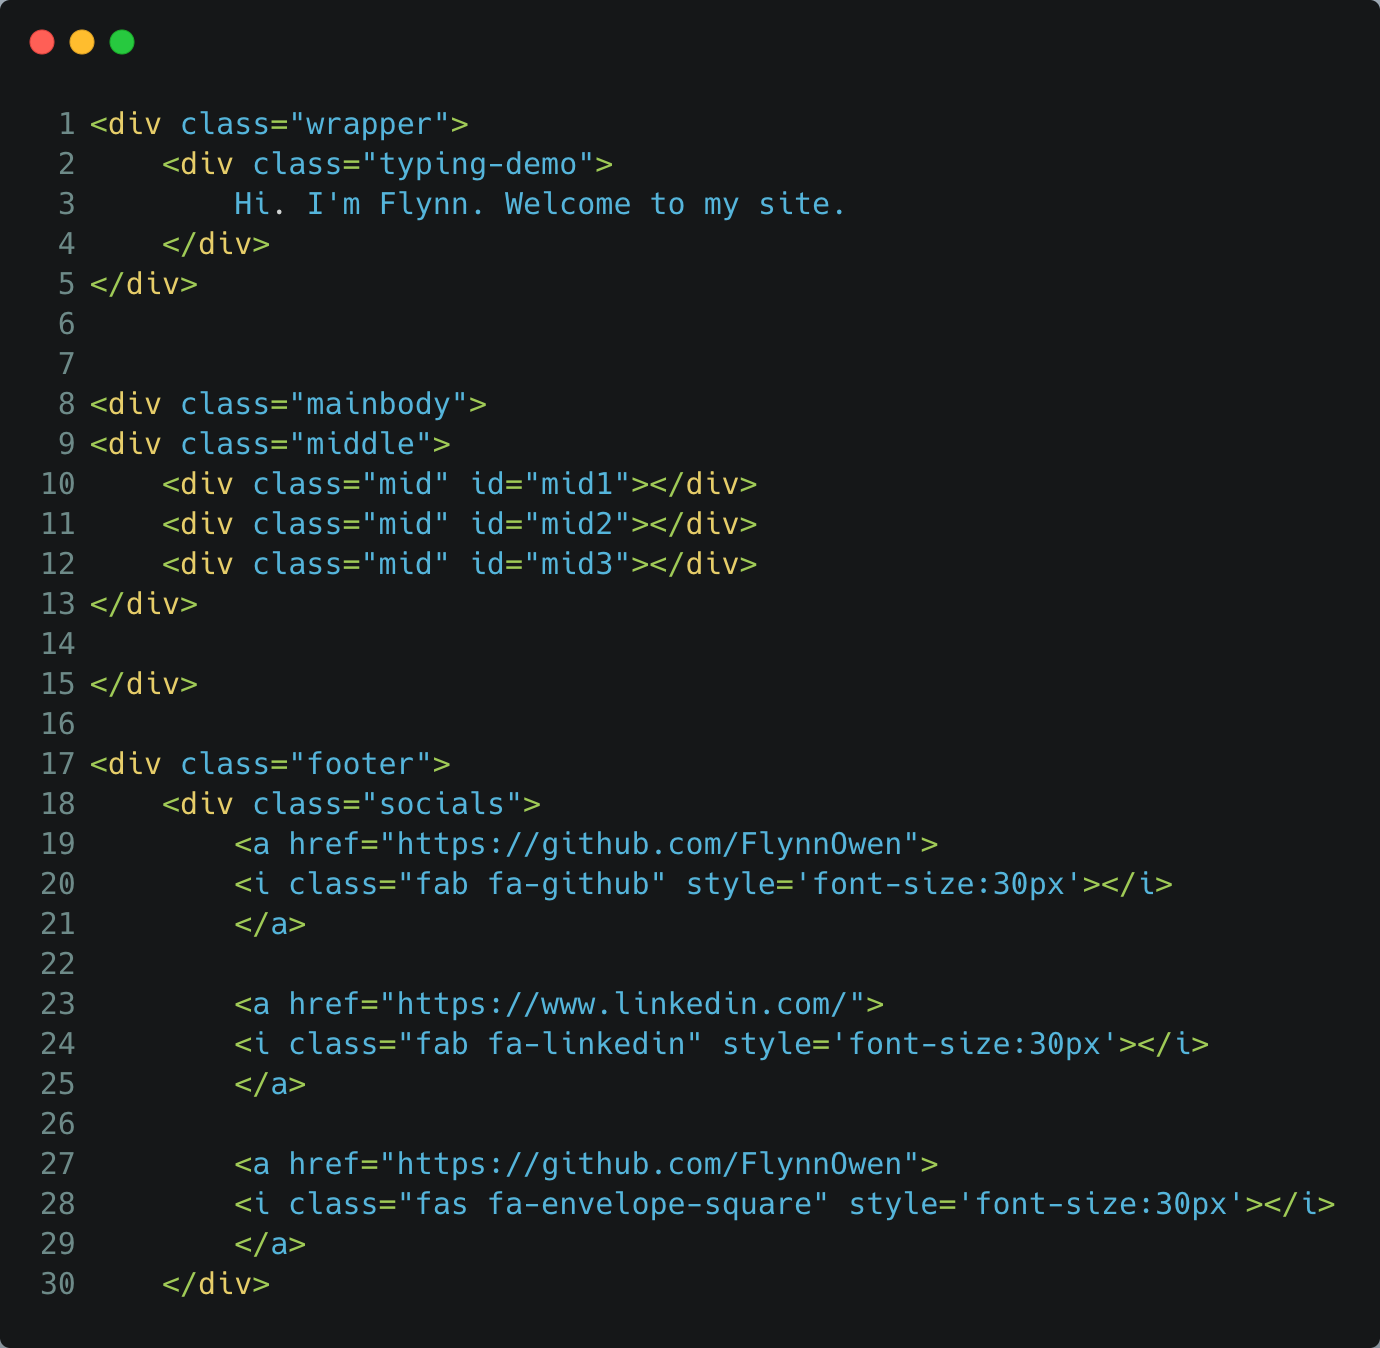 1 <div class="wrapper">
2     <div class="typing-demo">
3         Hi. I'm Flynn. Welcome to my site.
4     </div>
5 </div>
6
7
8 <div class="mainbody">
9 <div class="middle">
10     <div class="mid" id="mid1"></div>
11     <div class="mid" id="mid2"></div>
12     <div class="mid" id="mid3"></div>
13 </div>
14
15 </div>
16
17 <div class="footer">
18     <div class="socials">
19         <a href="https://github.com/FlynnOwen">
20         <i class="fab fa-github" style='font-size:30px'></i>
21         </a>
22
23         <a href="https://www.linkedin.com/">
24         <i class="fab fa-linkedin" style='font-size:30px'></i>
25         </a>
26
27         <a href="https://github.com/FlynnOwen">
28         <i class="fas fa-envelope-square" style='font-size:30px'></i>
29         </a>
30     </div>